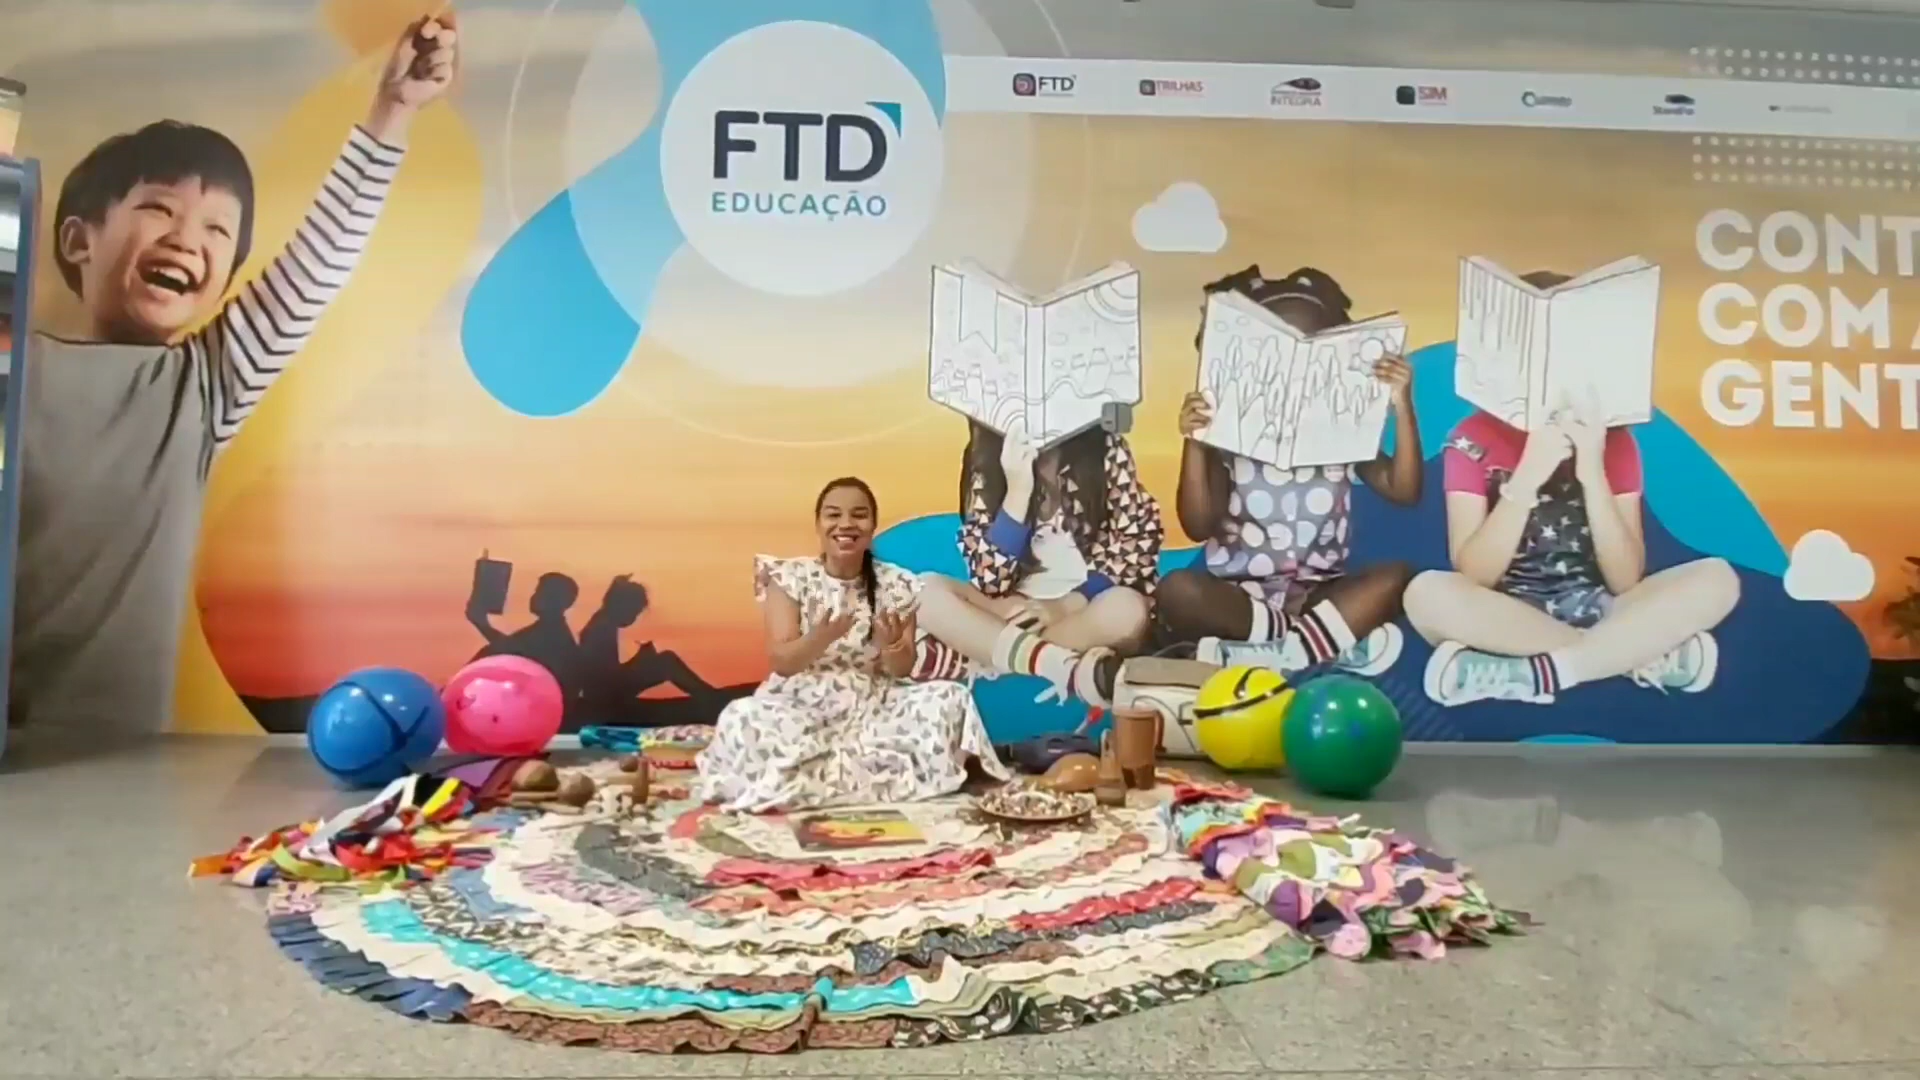 FTD
EDUCAÇÃO
FTD
TRILHAS
INTEGRA
SIM
CONT
COM A
GENT